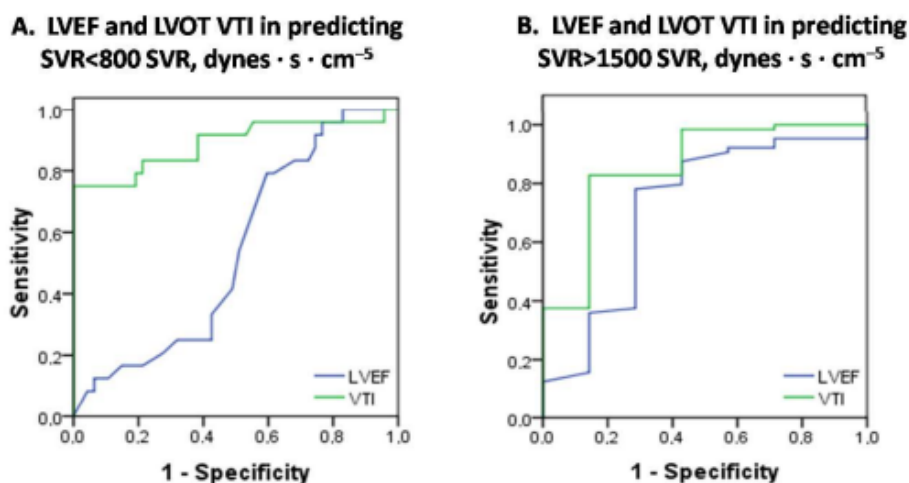 A. LVEF and LVOT VTI in predicting
SVR<800 SVR, dynes · s · cm⁻⁵
1.0
0.8
0.6
0.4
0.2
0.0
Sensitivity
LVEF
VTI
0.0 0.2 0.4 0.6 0.8 1.0
1 - Specificity
B. LVEF and LVOT VTI in predicting
SVR>1500 SVR, dynes · s · cm⁻⁵
1.0
0.8
0.6
0.4
0.2
0.0
Sensitivity
LVEF
VTI
0.0 0.2 0.4 0.6 0.8 1.0
1 - Specificity